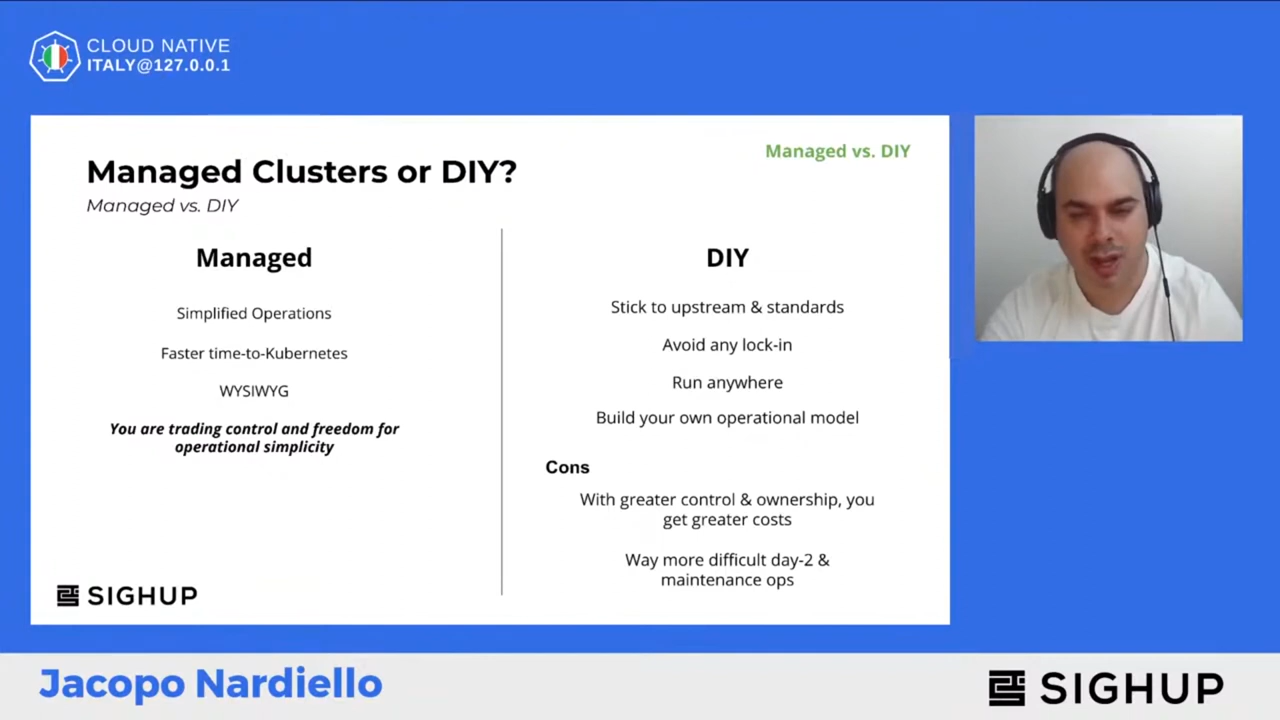 CLOUD NATIVE
ITALY@127.0.0.1
Managed vs. DIY
Managed Clusters or DIY?
Managed vs. DIY
Managed
Simplified Operations
Faster time-to-Kubernetes
WYSIWYG
You are trading control and freedom for
operational simplicity
DIY
Stick to upstream & standards
Avoid any lock-in
Run anywhere
Build your own operational model
Cons
With greater control & ownership, you
get greater costs
Way more difficult day-2 &
maintenance ops
SIGHUP
Jacopo Nardiello
SIGHUP